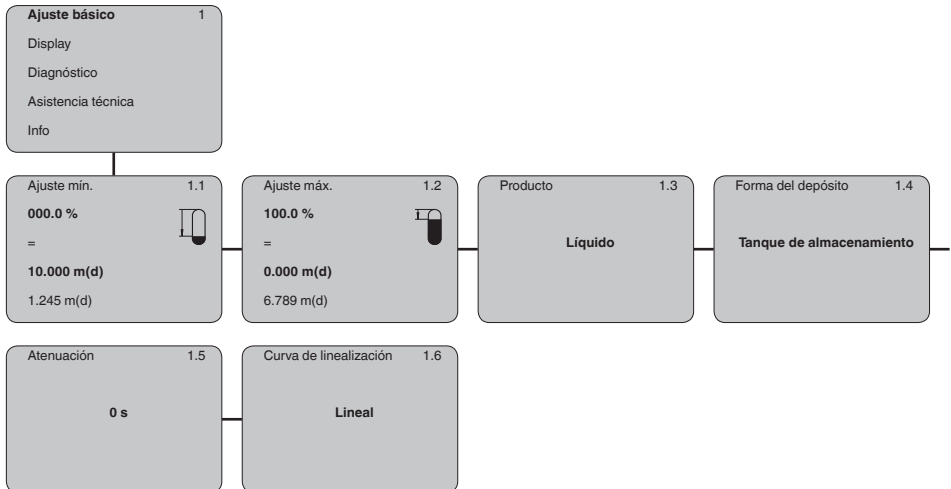 Ajuste básico 1
Display
Diagnóstico
Asistencia técnica
Info
Ajuste mín. 1.1
000.0 %
=
10.000 m(d)
1.245 m(d)
Ajuste máx. 1.2
100.0 %
=
0.000 m(d)
6.789 m(d)
Producto 1.3
Líquido
Forma del depósito 1.4
Tanque de almacenamiento
Atenuación 1.5
0 s
Curva de linealización 1.6
Lineal